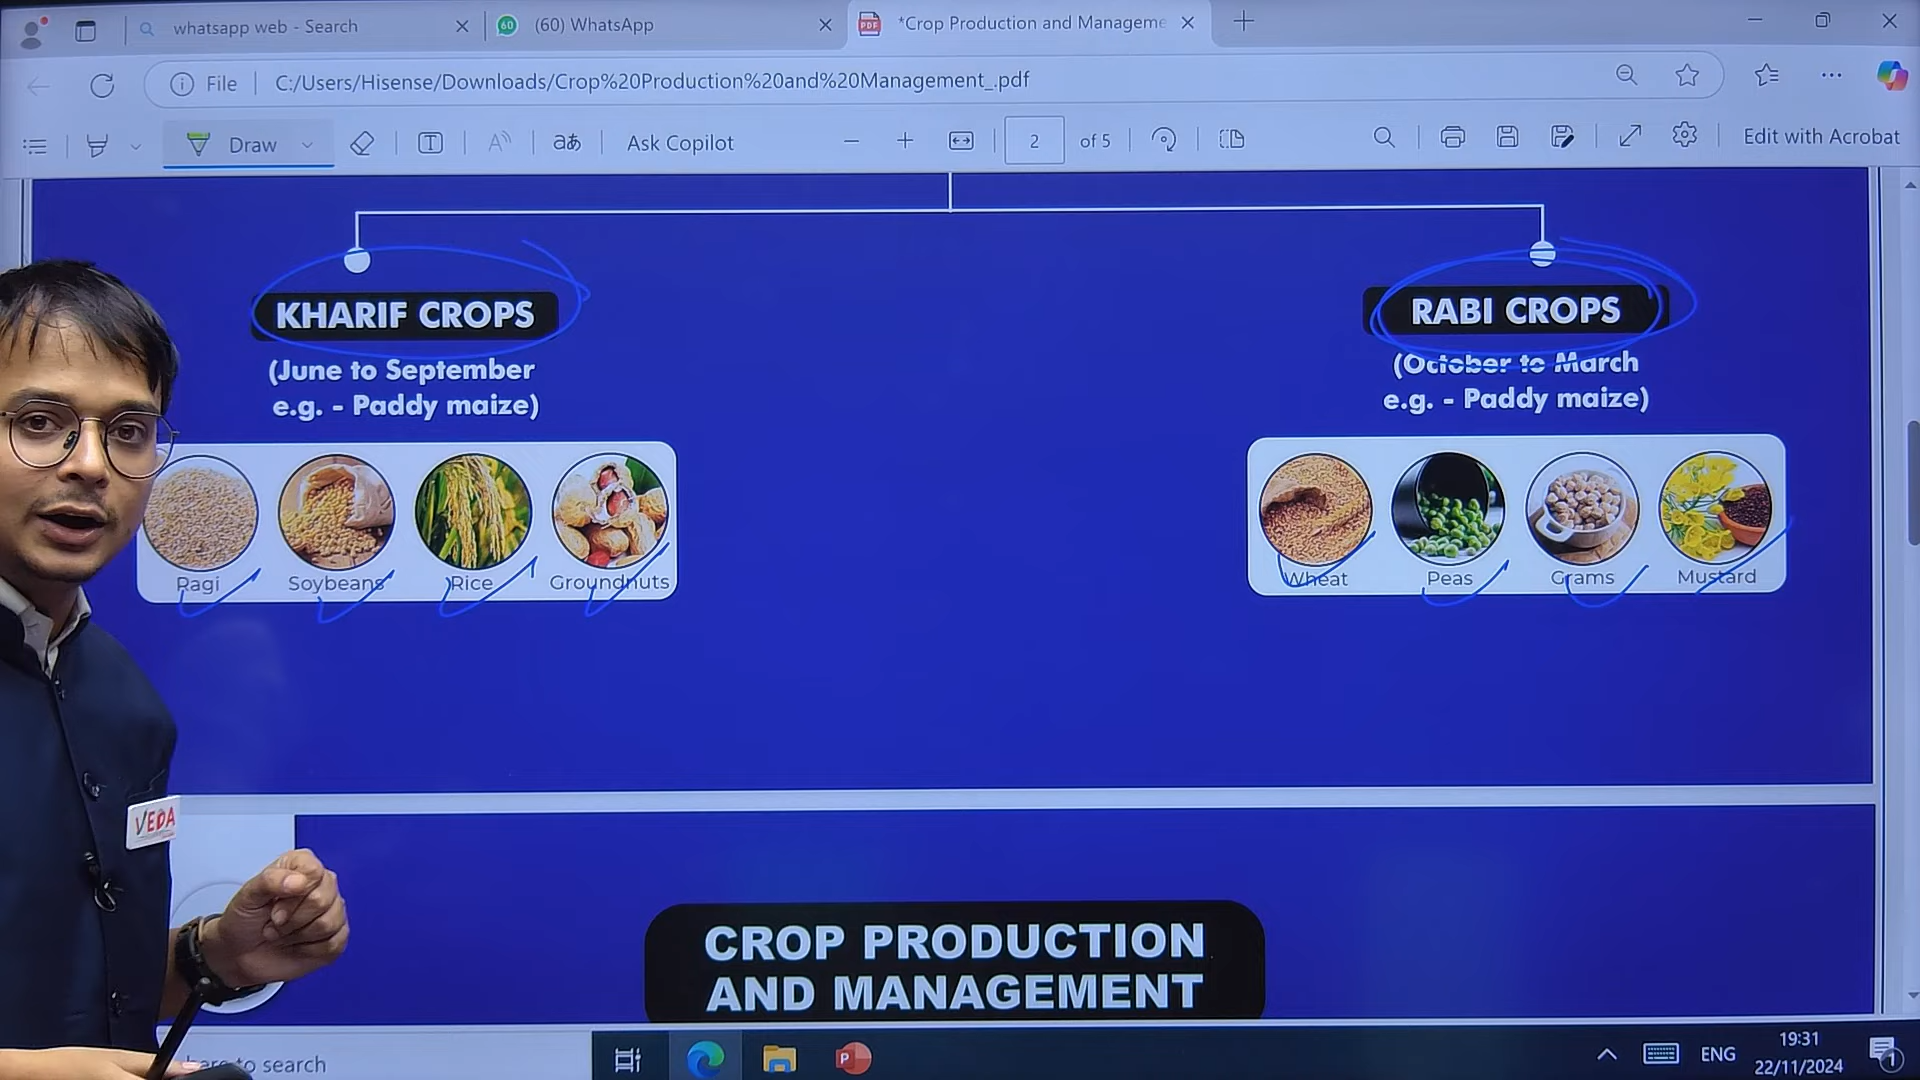 whatsapp web - Search
(60) WhatsApp
*Crop Production and Manageme
File
C:/Users/Hisense/Downloads/Crop%20Production%20and%20Management_.pdf
Draw
Ask Copilot
2
of 5
Edit with Acrobat
KHARIF CROPS
(June to September
e.g. - Paddy maize)
Ragi
Soybeans
Rice
Groundnuts
RABI CROPS
(October to March
e.g. - Paddy maize)
Wheat
Peas
Grams
Mustard
VEDA
CROP PRODUCTION
AND MANAGEMENT
to search
ENG
19:31
22/11/2024